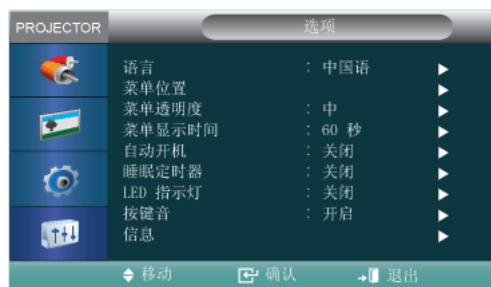 PROJECTOR
选项
语言 : 中国语
菜单位置
菜单透明度 : 中
菜单显示时间 : 60 秒
自动开机 : 关闭
睡眠定时器 : 关闭
LED 指示灯 : 关闭
按键音 : 开启
信息
移动 确认 退出